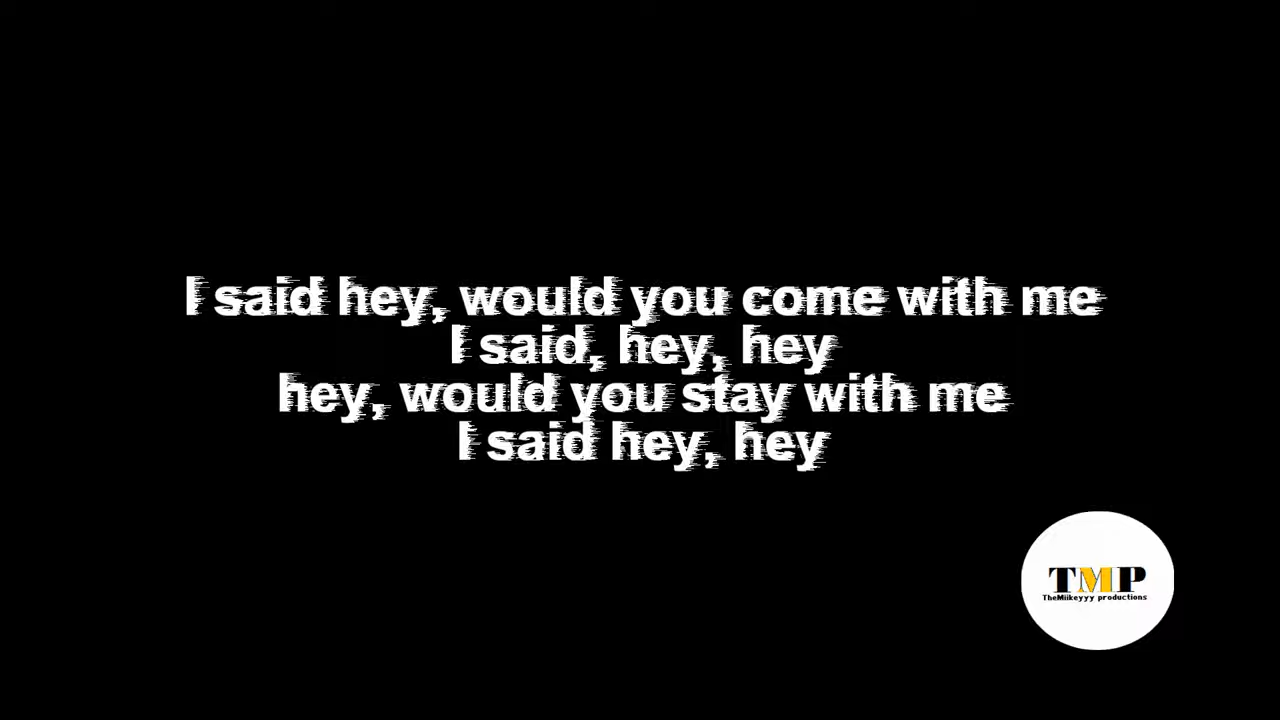 I said hey, would you come with me
I said, hey, hey
hey, would you stay with me
I said hey, hey
TMP
TheMiikeyyy productions